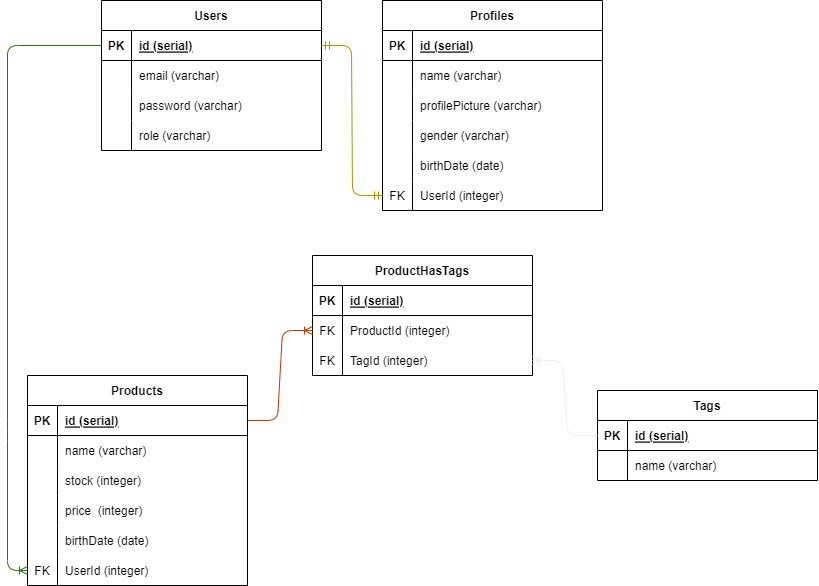 Users
PK id (serial)
email (varchar)
password (varchar)
role (varchar)
Profiles
PK id (serial)
name (varchar)
profilePicture (varchar)
gender (varchar)
birthDate (date)
FK UserId (integer)
ProductHasTags
PK id (serial)
FK ProductId (integer)
FK TagId (integer)
Products
PK id (serial)
name (varchar)
stock (integer)
price  (integer)
birthDate (date)
FK UserId (integer)
Tags
PK id (serial)
name (varchar)